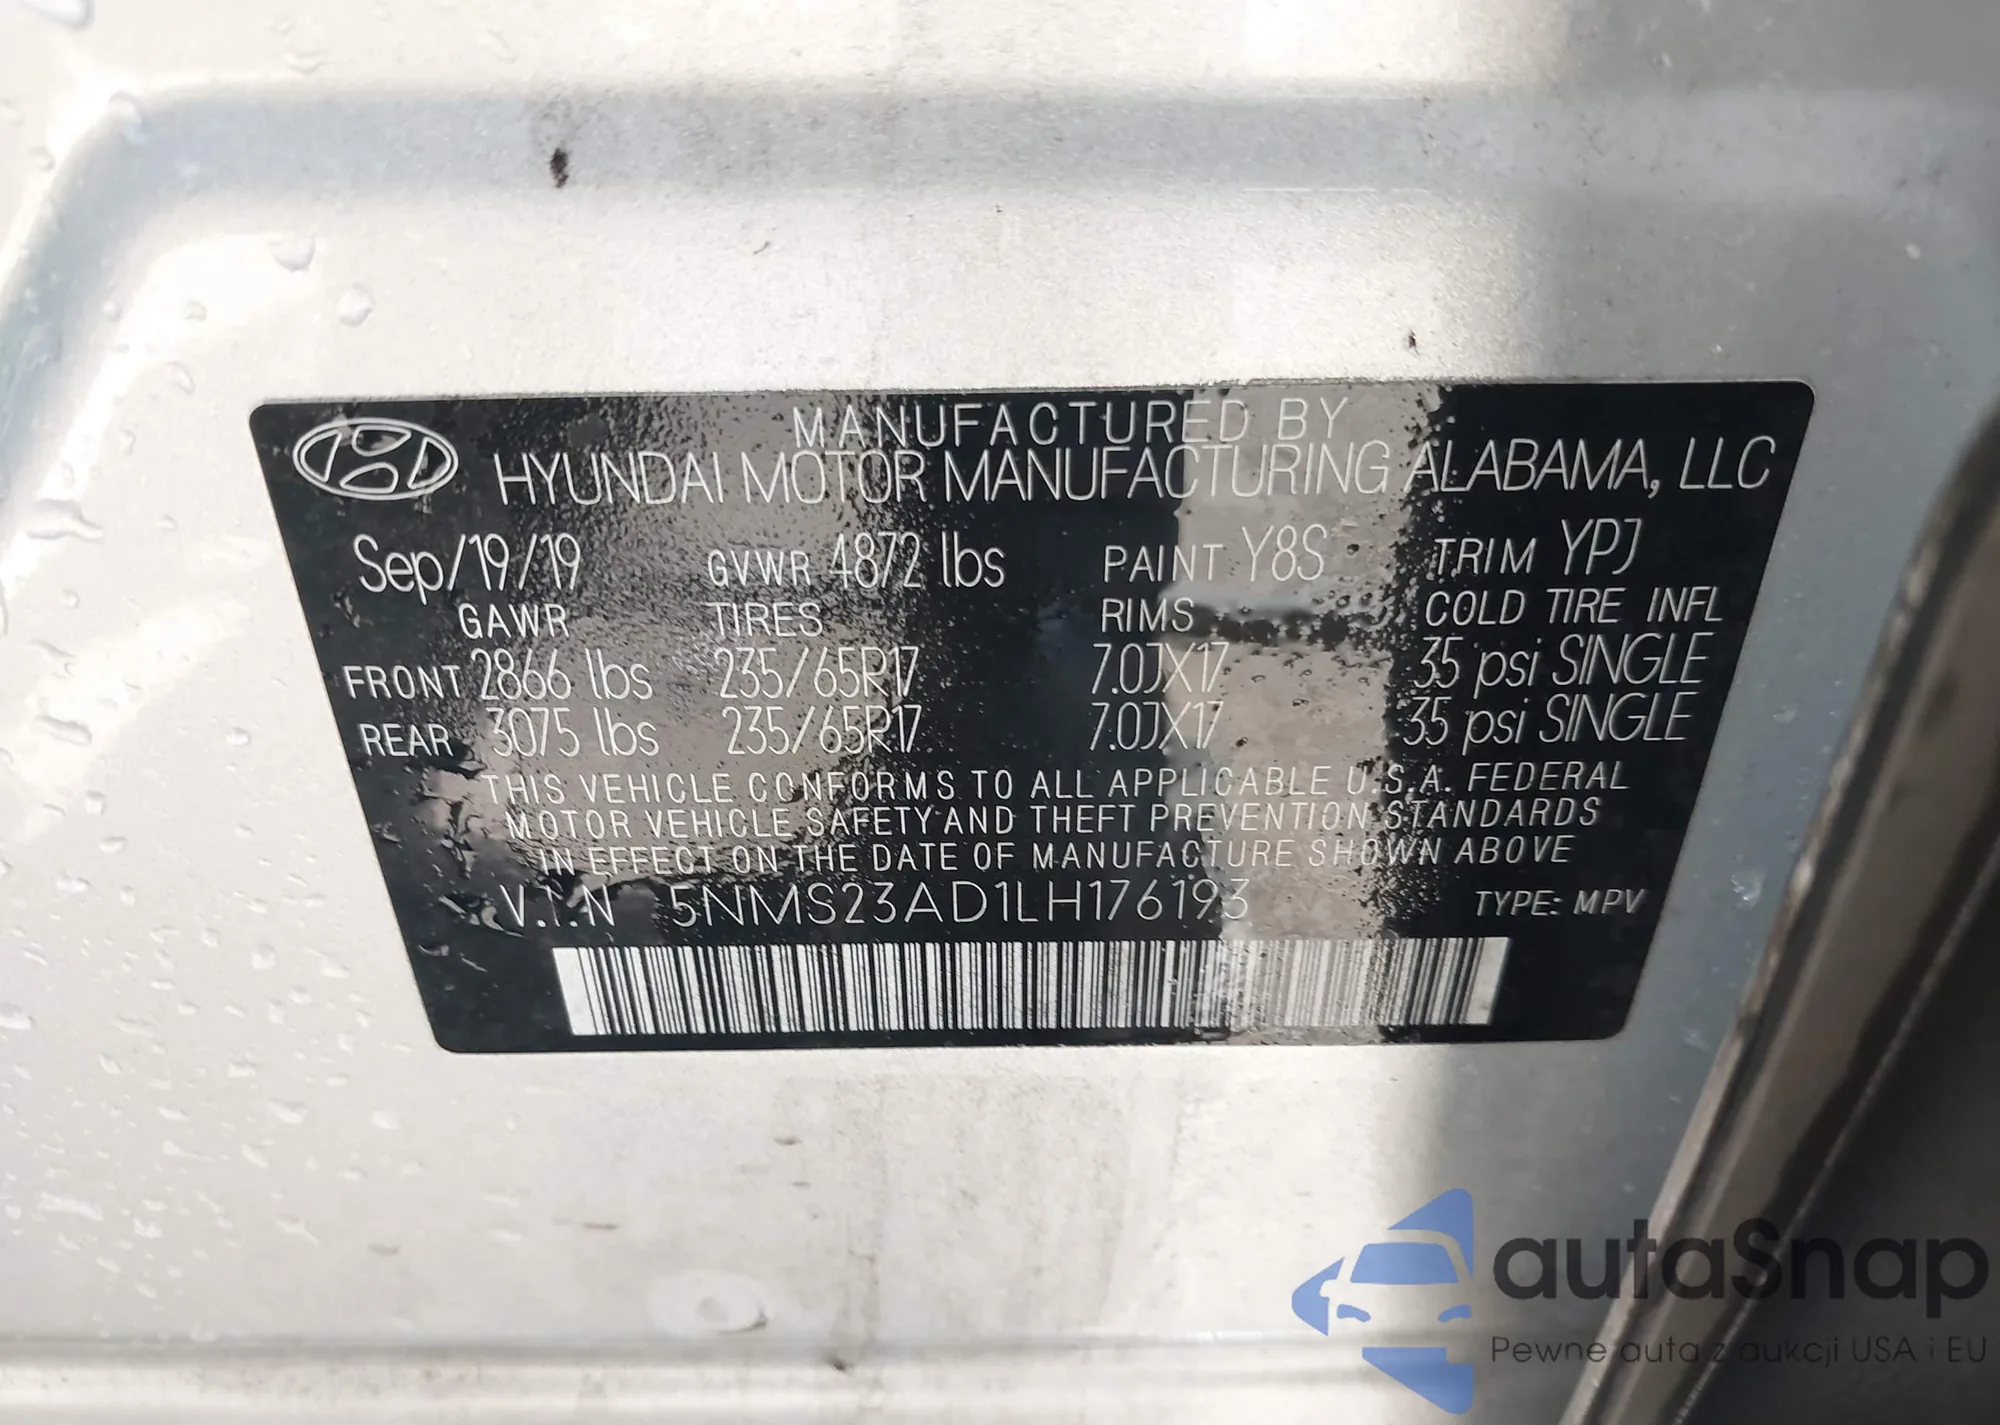 MANUFACTURED BY
HYUNDAI MOTOR MANUFACTURING ALABAMA, LLC
Sep/19/19 GVWR 4872 lbs PAINT Y8S TRIM YPJ
GAWR TIRES RIMS COLD TIRE INFL
FRONT 2866 lbs 235/65R17 7.0JX17 35 psi SINGLE
REAR 3075 lbs 235/65R17 7.0JX17 35 psi SINGLE
THIS VEHICLE CONFORMS TO ALL APPLICABLE U.S.A. FEDERAL
MOTOR VEHICLE SAFETY AND THEFT PREVENTION STANDARDS
IN EFFECT ON THE DATE OF MANUFACTURE SHOWN ABOVE
V.I.N 5NMS23AD1LH176193 TYPE: MPV
autaSnap
Pewne auta z aukcji USA i EU